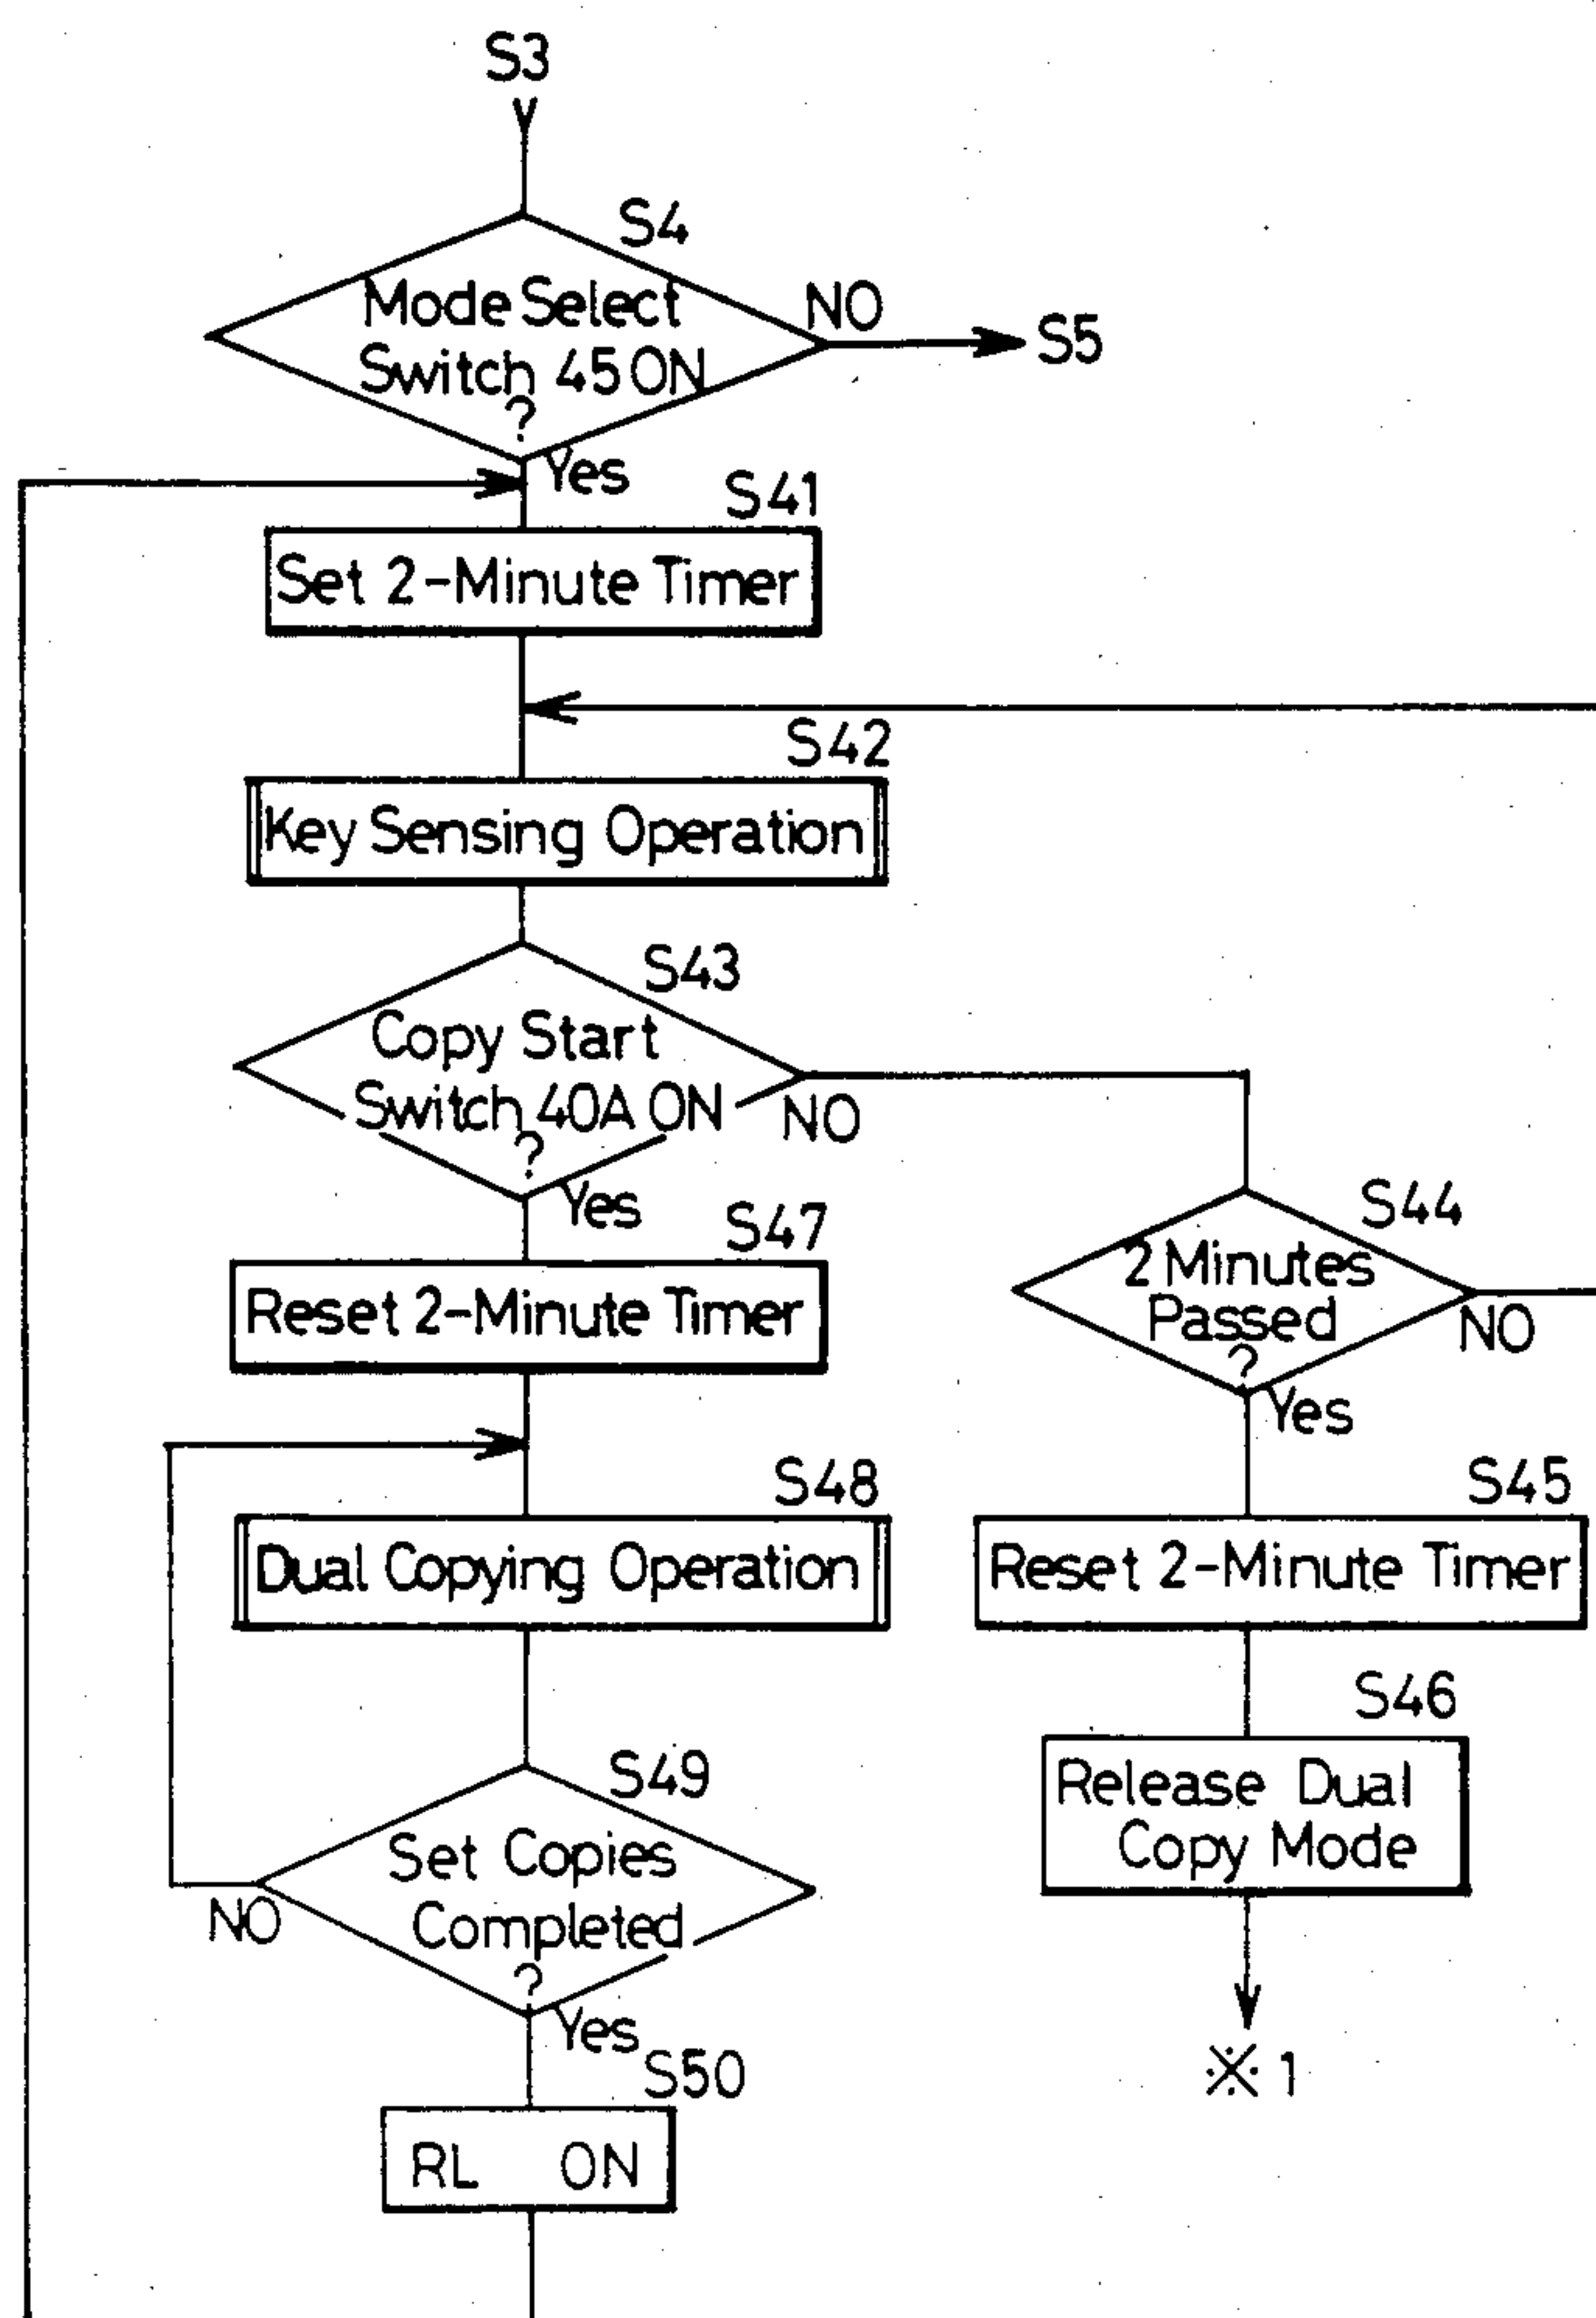 S3
S4
Mode Select
Switch 45 ON
?
NO
S5
Yes
S41
Set 2-Minute Timer
S42
Key Sensing Operation
S43
Copy Start
Switch 40A ON
?
NO
Yes
S44
2 Minutes
Passed
?
NO
Yes
S47
Reset 2-Minute Timer
S48
Dual Copying Operation
S45
Reset 2-Minute Timer
S46
Release Dual
Copy Mode
※1
S49
Set Copies
Completed
?
NO
Yes
S50
RL ON